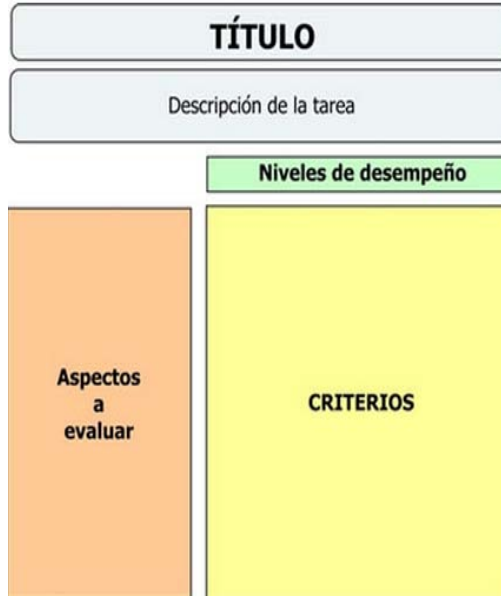 TÍTULO
Descripción de la tarea
Niveles de desempeño
Aspectos
a
evaluar
CRITERIOS